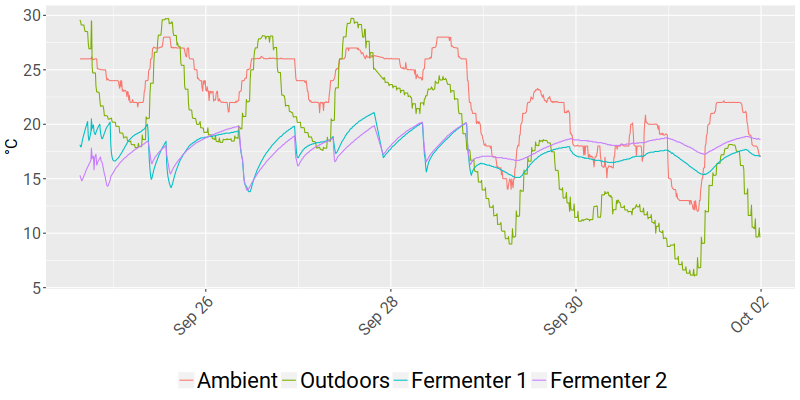 30
25
20
15
10
5
°C
Sep 26
Sep 28
Sep 30
Oct 02
Ambient Outdoors Fermenter 1 Fermenter 2